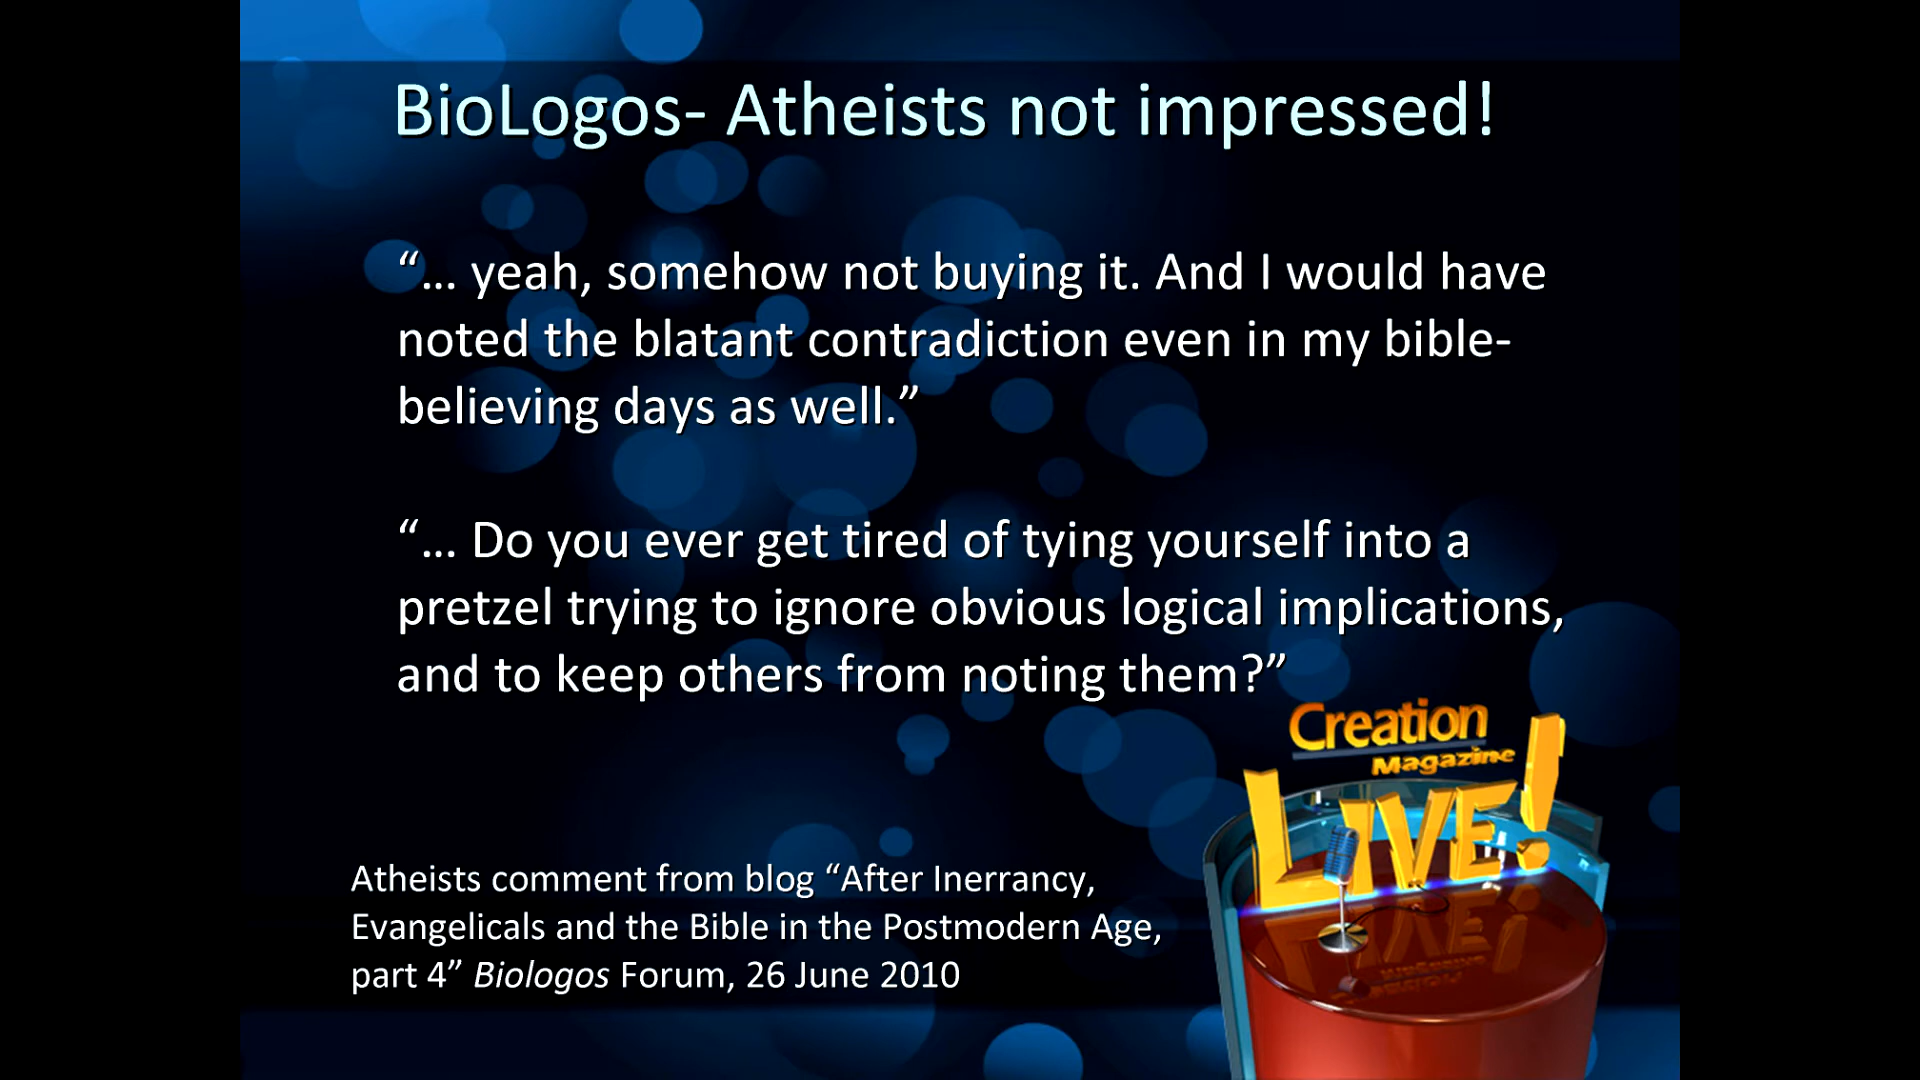 BioLogos- Atheists not impressed!
“… yeah, somehow not buying it. And I would have
noted the blatant contradiction even in my bible-
believing days as well.”
“… Do you ever get tired of tying yourself into a
pretzel trying to ignore obvious logical implications,
and to keep others from noting them?”
Creation
Magazine
LIVE!
Atheists comment from blog “After Inerrancy,
Evangelicals and the Bible in the Postmodern Age,
part 4” Biologos Forum, 26 June 2010